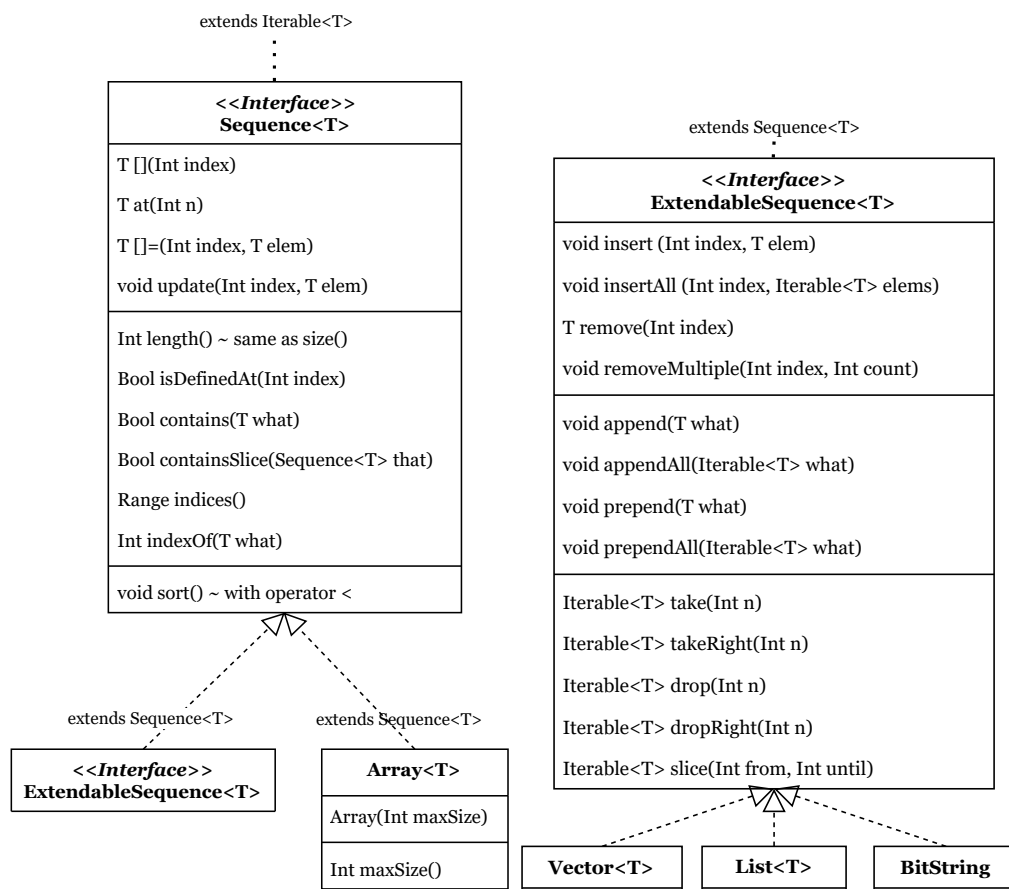 extends Iterable<T>
<<Interface>>
Sequence<T>
T [](Int index)
T at(Int n)
T []=(Int index, T elem)
void update(Int index, T elem)
Int length() ~ same as size()
Bool isDefinedAt(Int index)
Bool contains(T what)
Bool containsSlice(Sequence<T> that)
Range indices()
Int indexOf(T what)
void sort() ~ with operator <
extends Sequence<T>
<<Interface>>
ExtendableSequence<T>
extends Sequence<T>
Array<T>
Array(Int maxSize)
Int maxSize()
extends Sequence<T>
<<Interface>>
ExtendableSequence<T>
void insert (Int index, T elem)
void insertAll (Int index, Iterable<T> elems)
T remove(Int index)
void removeMultiple(Int index, Int count)
void append(T what)
void appendAll(Iterable<T> what)
void prepend(T what)
void prependAll(Iterable<T> what)
Iterable<T> take(Int n)
Iterable<T> takeRight(Int n)
Iterable<T> drop(Int n)
Iterable<T> dropRight(Int n)
Iterable<T> slice(Int from, Int until)
Vector<T>
List<T>
BitString